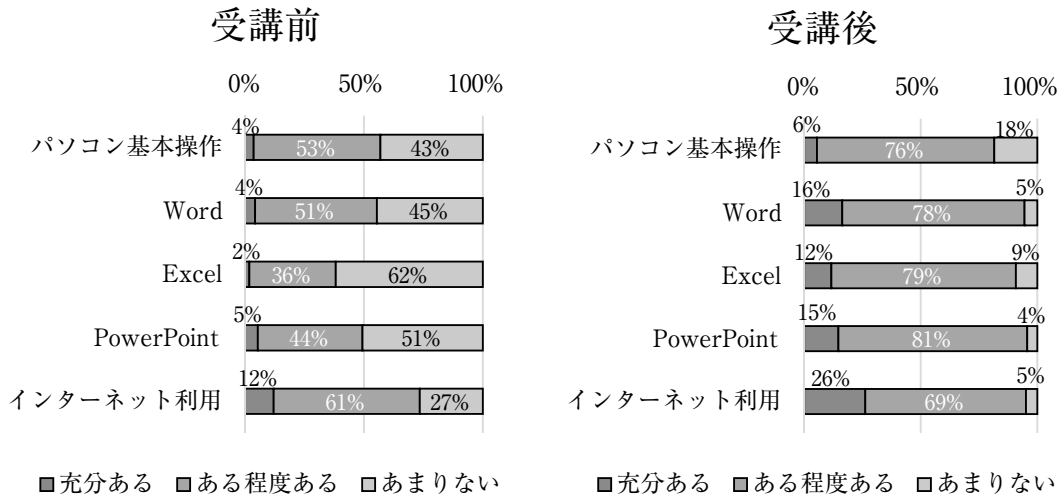 受講前
0% 50% 100%
パソコン基本操作 4% 53% 43%
Word 4% 51% 45%
Excel 2% 36% 62%
PowerPoint 5% 44% 51%
インターネット利用 12% 61% 27%
■充分ある ■ある程度ある □あまりない
受講後
0% 50% 100%
パソコン基本操作 6% 76% 18%
Word 16% 78% 5%
Excel 12% 79% 9%
PowerPoint 15% 81% 4%
インターネット利用 26% 69% 5%
■充分ある ■ある程度ある □あまりない